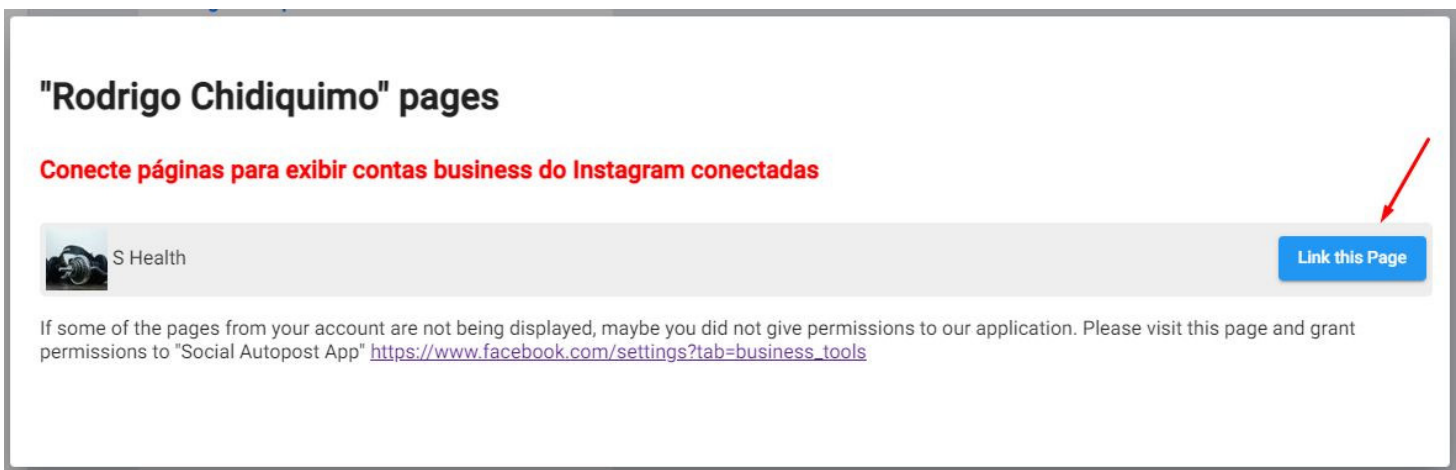 "Rodrigo Chidiquimo" pages
Conecte páginas para exibir contas business do Instagram conectadas
S Health
Link this Page
If some of the pages from your account are not being displayed, maybe you did not give permissions to our application. Please visit this page and grant
permissions to "Social Autopost App" https://www.facebook.com/settings?tab=business_tools